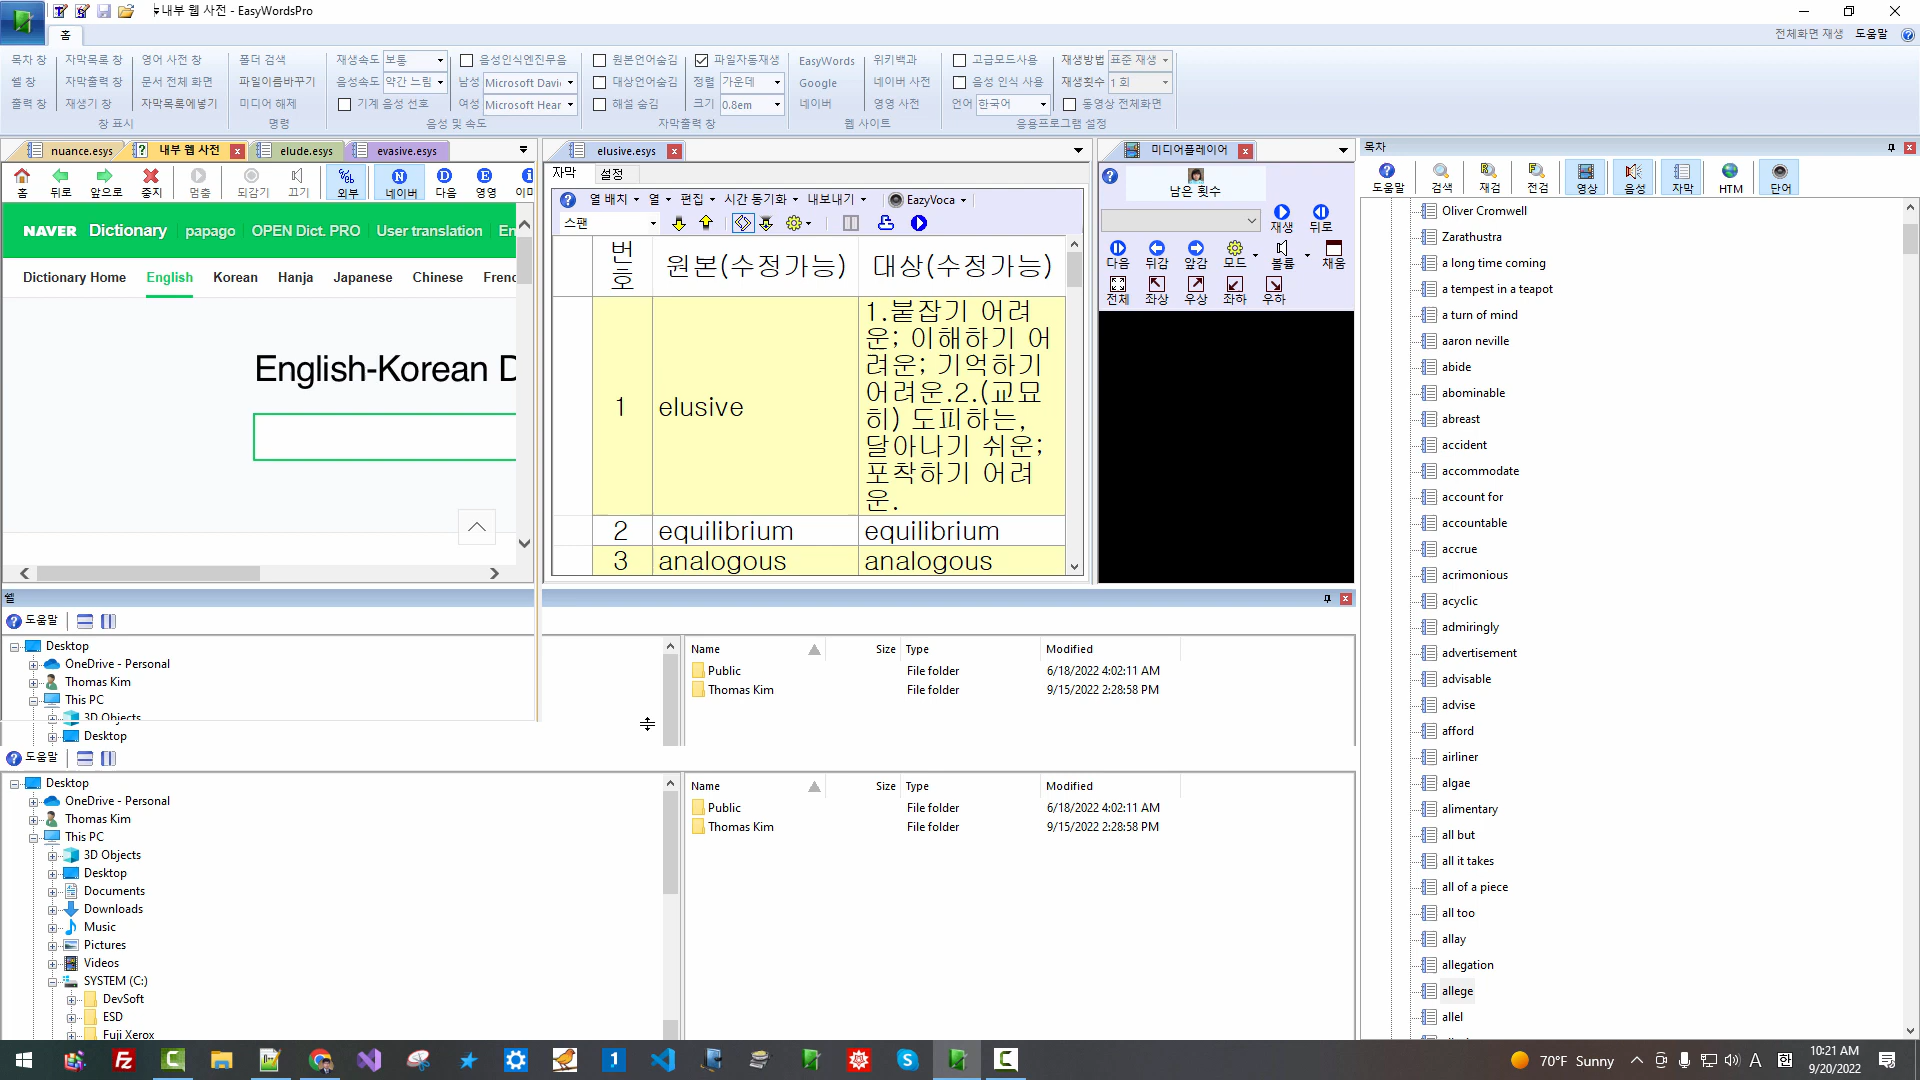 내부 웹 사전 - EasyWordsPro
홈
전체화면 재생 도움말
목차 창 자막목록 창 영어 사전 창 폴더 검색 재생속도 보통 음성인식엔진무음 원본언어숨김 파일자동재생 EasyWords 위키백과 고급모드사용 재생방법 표준 재생
쉘 창 자막출력 창 문서 전체 화면 파일이름바꾸기 음성속도 약간 느림 남성 Microsoft Davi 대상언어숨김 정렬 가운데 Google 네이버 사전 음성 인식 사용 재생횟수 1 회
출력 창 재생기 창 자막목록에넣기 미디어 해제 기계 음성 선호 여성 Microsoft Hear 해설 숨김 크기 0.8em 네이버 영영 사전 언어 한국어 동영상 전체화면
창 표시 명령 음성 및 속도 자막출력 창 웹 사이트 응용프로그램 설정
nuance.esys 내부 웹 사전 elude.esys evasive.esys
홈 뒤로 앞으로 중지 멈춤 되감기 끄기 외부 네이버 다음 영영 이미
NAVER Dictionary papago OPEN Dict. PRO User translation En
Dictionary Home English Korean Hanja Japanese Chinese Frenc
English-Korean D
elusive.esys
자막 설정
열 배치 열 편집 시간 동기화 내보내기 EazyVoca
스팬
번호 원본(수정가능) 대상(수정가능)
1 elusive
1.붙잡기 어려
운; 이해하기 어
려운; 기억하기
어려운.2.(교묘
히) 도피하는,
달아나기 쉬운;
포착하기 어려
운.
2 equilibrium equilibrium
3 analogous analogous
미디어플레이어
남은 횟수
재생 뒤로
다음 뒤감 앞감 모드 볼륨 채움
전체 좌상 우상 좌하 우하
목차
도움말 검색 재검 전검 영상 음성 자막 HTM 단어
Oliver Cromwell
Zarathustra
a long time coming
a tempest in a teapot
a turn of mind
aaron neville
abide
abominable
abreast
accident
accommodate
account for
accountable
accrue
acrimonious
acyclic
admiringly
advertisement
advisable
advise
afford
airliner
algae
alimentary
all but
all it takes
all of a piece
all too
allay
allegation
allege
allel
쉘
도움말
Desktop
OneDrive - Personal
Thomas Kim
This PC
3D Objects
Desktop
Name Size Type Modified
Public File folder 6/18/2022 4:02:11 AM
Thomas Kim File folder 9/15/2022 2:28:58 PM
도움말
Desktop
OneDrive - Personal
Thomas Kim
This PC
3D Objects
Desktop
Documents
Downloads
Music
Pictures
Videos
SYSTEM (C:)
DevSoft
ESD
Fuji Xerox
Name Size Type Modified
Public File folder 6/18/2022 4:02:11 AM
Thomas Kim File folder 9/15/2022 2:28:58 PM
70°F Sunny A 한 10:21 AM
9/20/2022